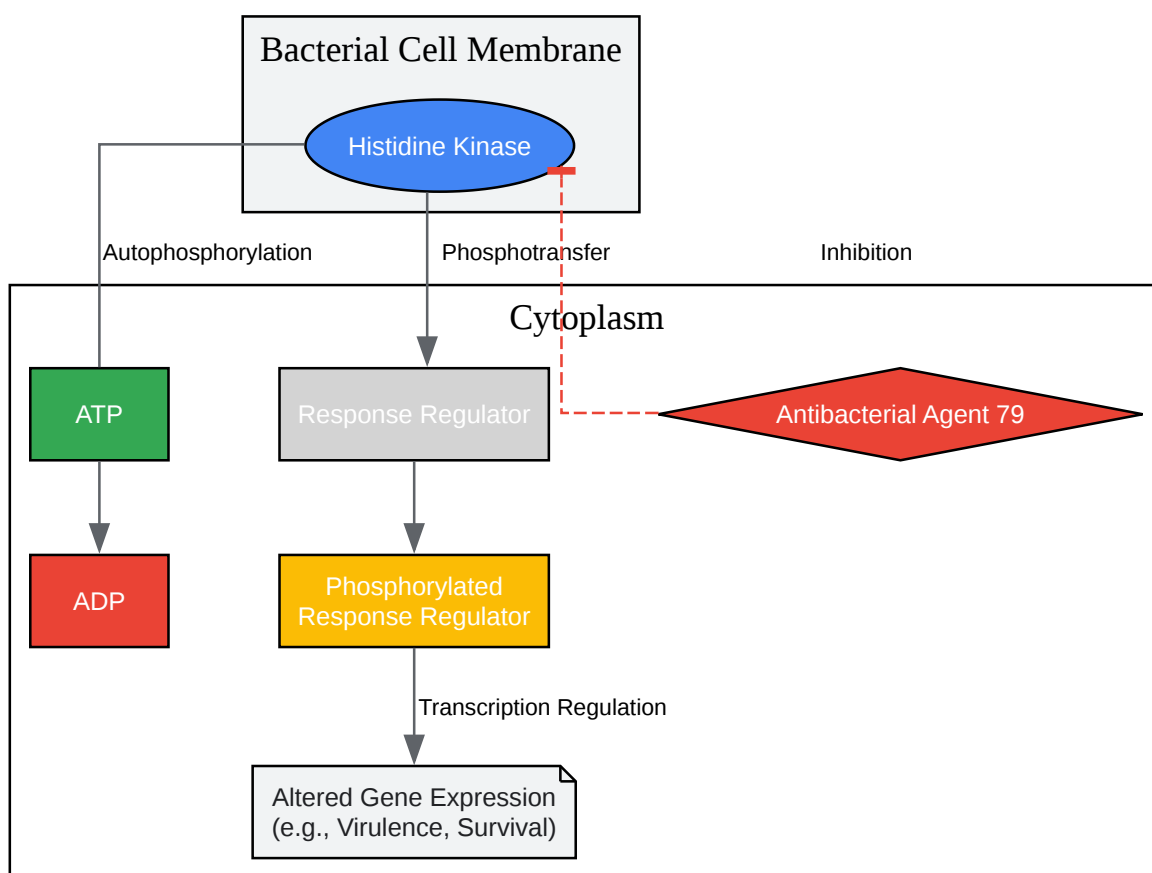 Bacterial Cell Membrane
Histidine Kinase
Autophosphorylation
Phosphotransfer
Inhibition
Cytoplasm
ATP
Response Regulator
Antibacterial Agent 79
ADP
Phosphorylated
Response Regulator
Transcription Regulation
Altered Gene Expression
(e.g., Virulence, Survival)